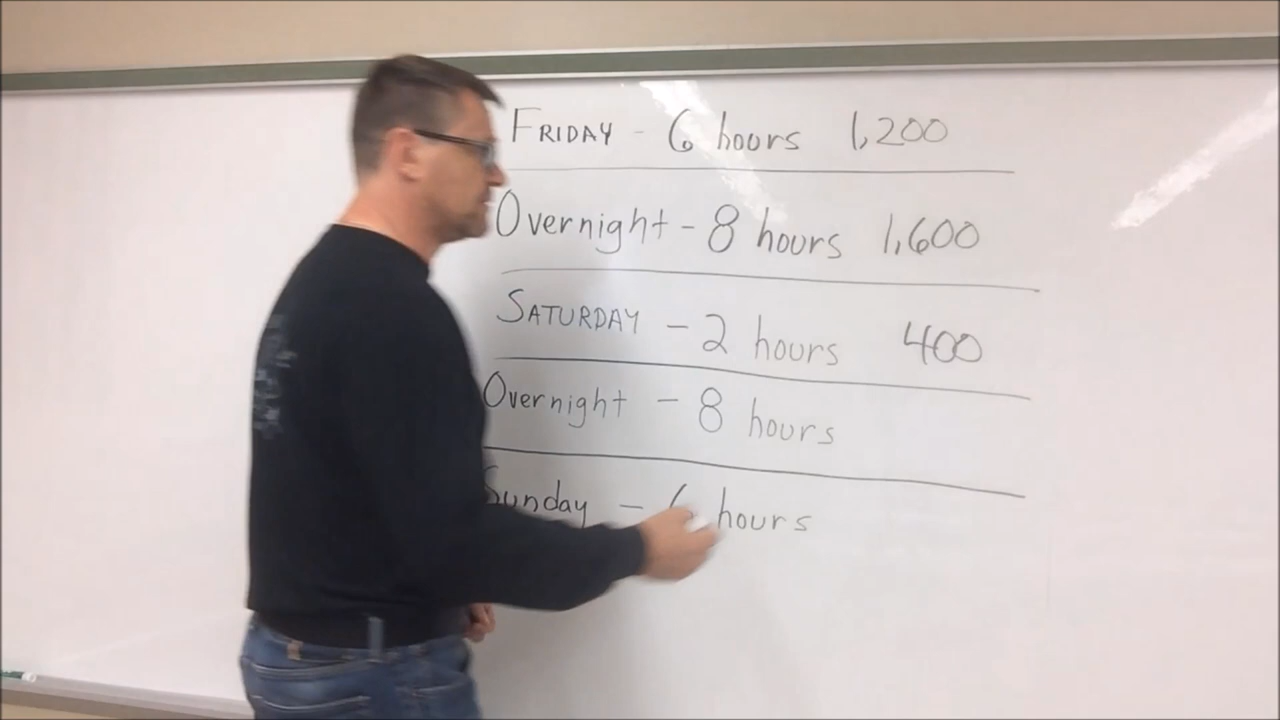 FRIDAY - 6 hours 1,200
Overnight - 8 hours 1,600
SATURDAY - 2 hours 400
Overnight - 8 hours
Sunday - 6 hours